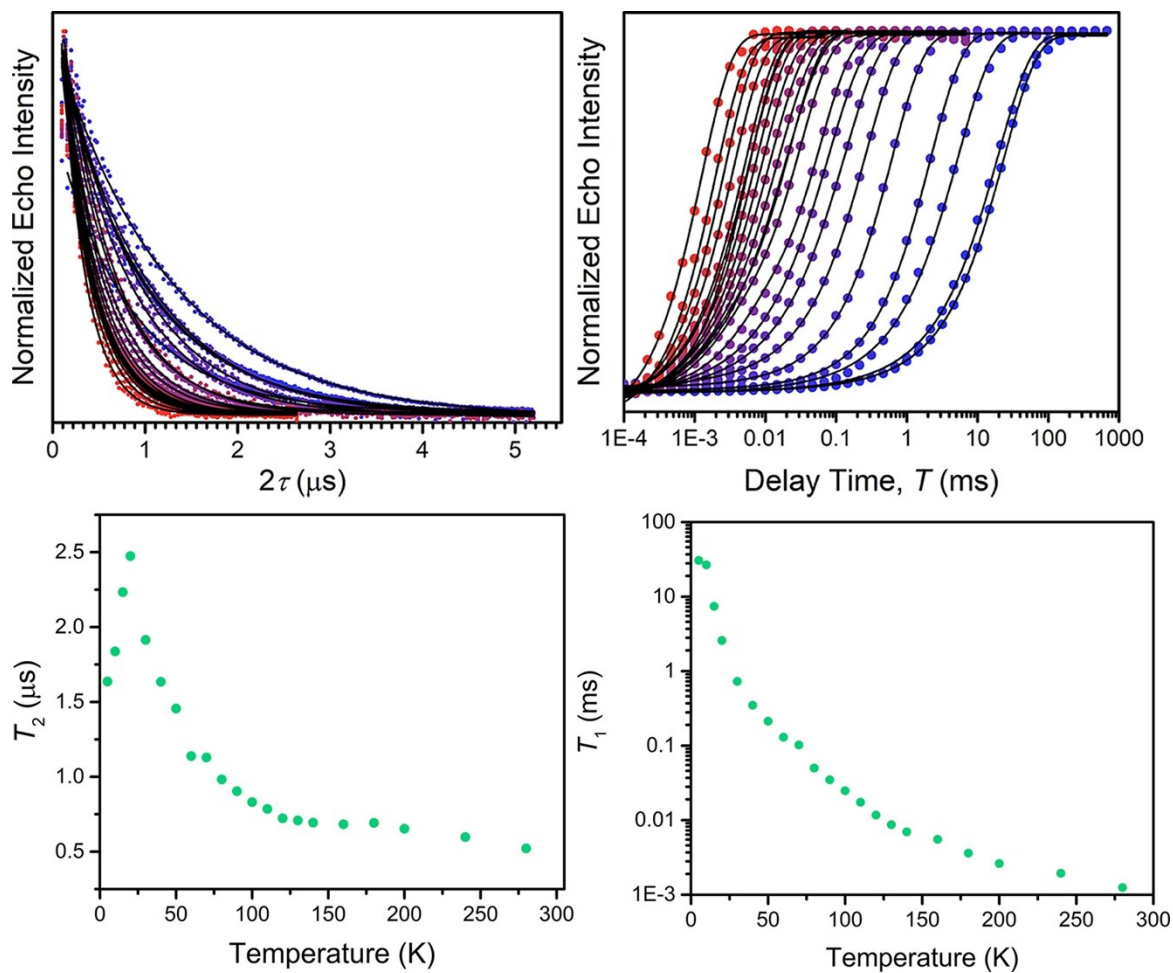 Normalized Echo Intensity
0 1 2 3 4 5
2τ (μs)
Normalized Echo Intensity
1E-4 1E-3 0.01 0.1 1 10 100 1000
Delay Time, T (ms)
T2 (μs)
2.5
2.0
1.5
1.0
0.5
0 50 100 150 200 250 300
Temperature (K)
T1 (ms)
100
10
1
0.1
0.01
1E-3
0 50 100 150 200 250 300
Temperature (K)